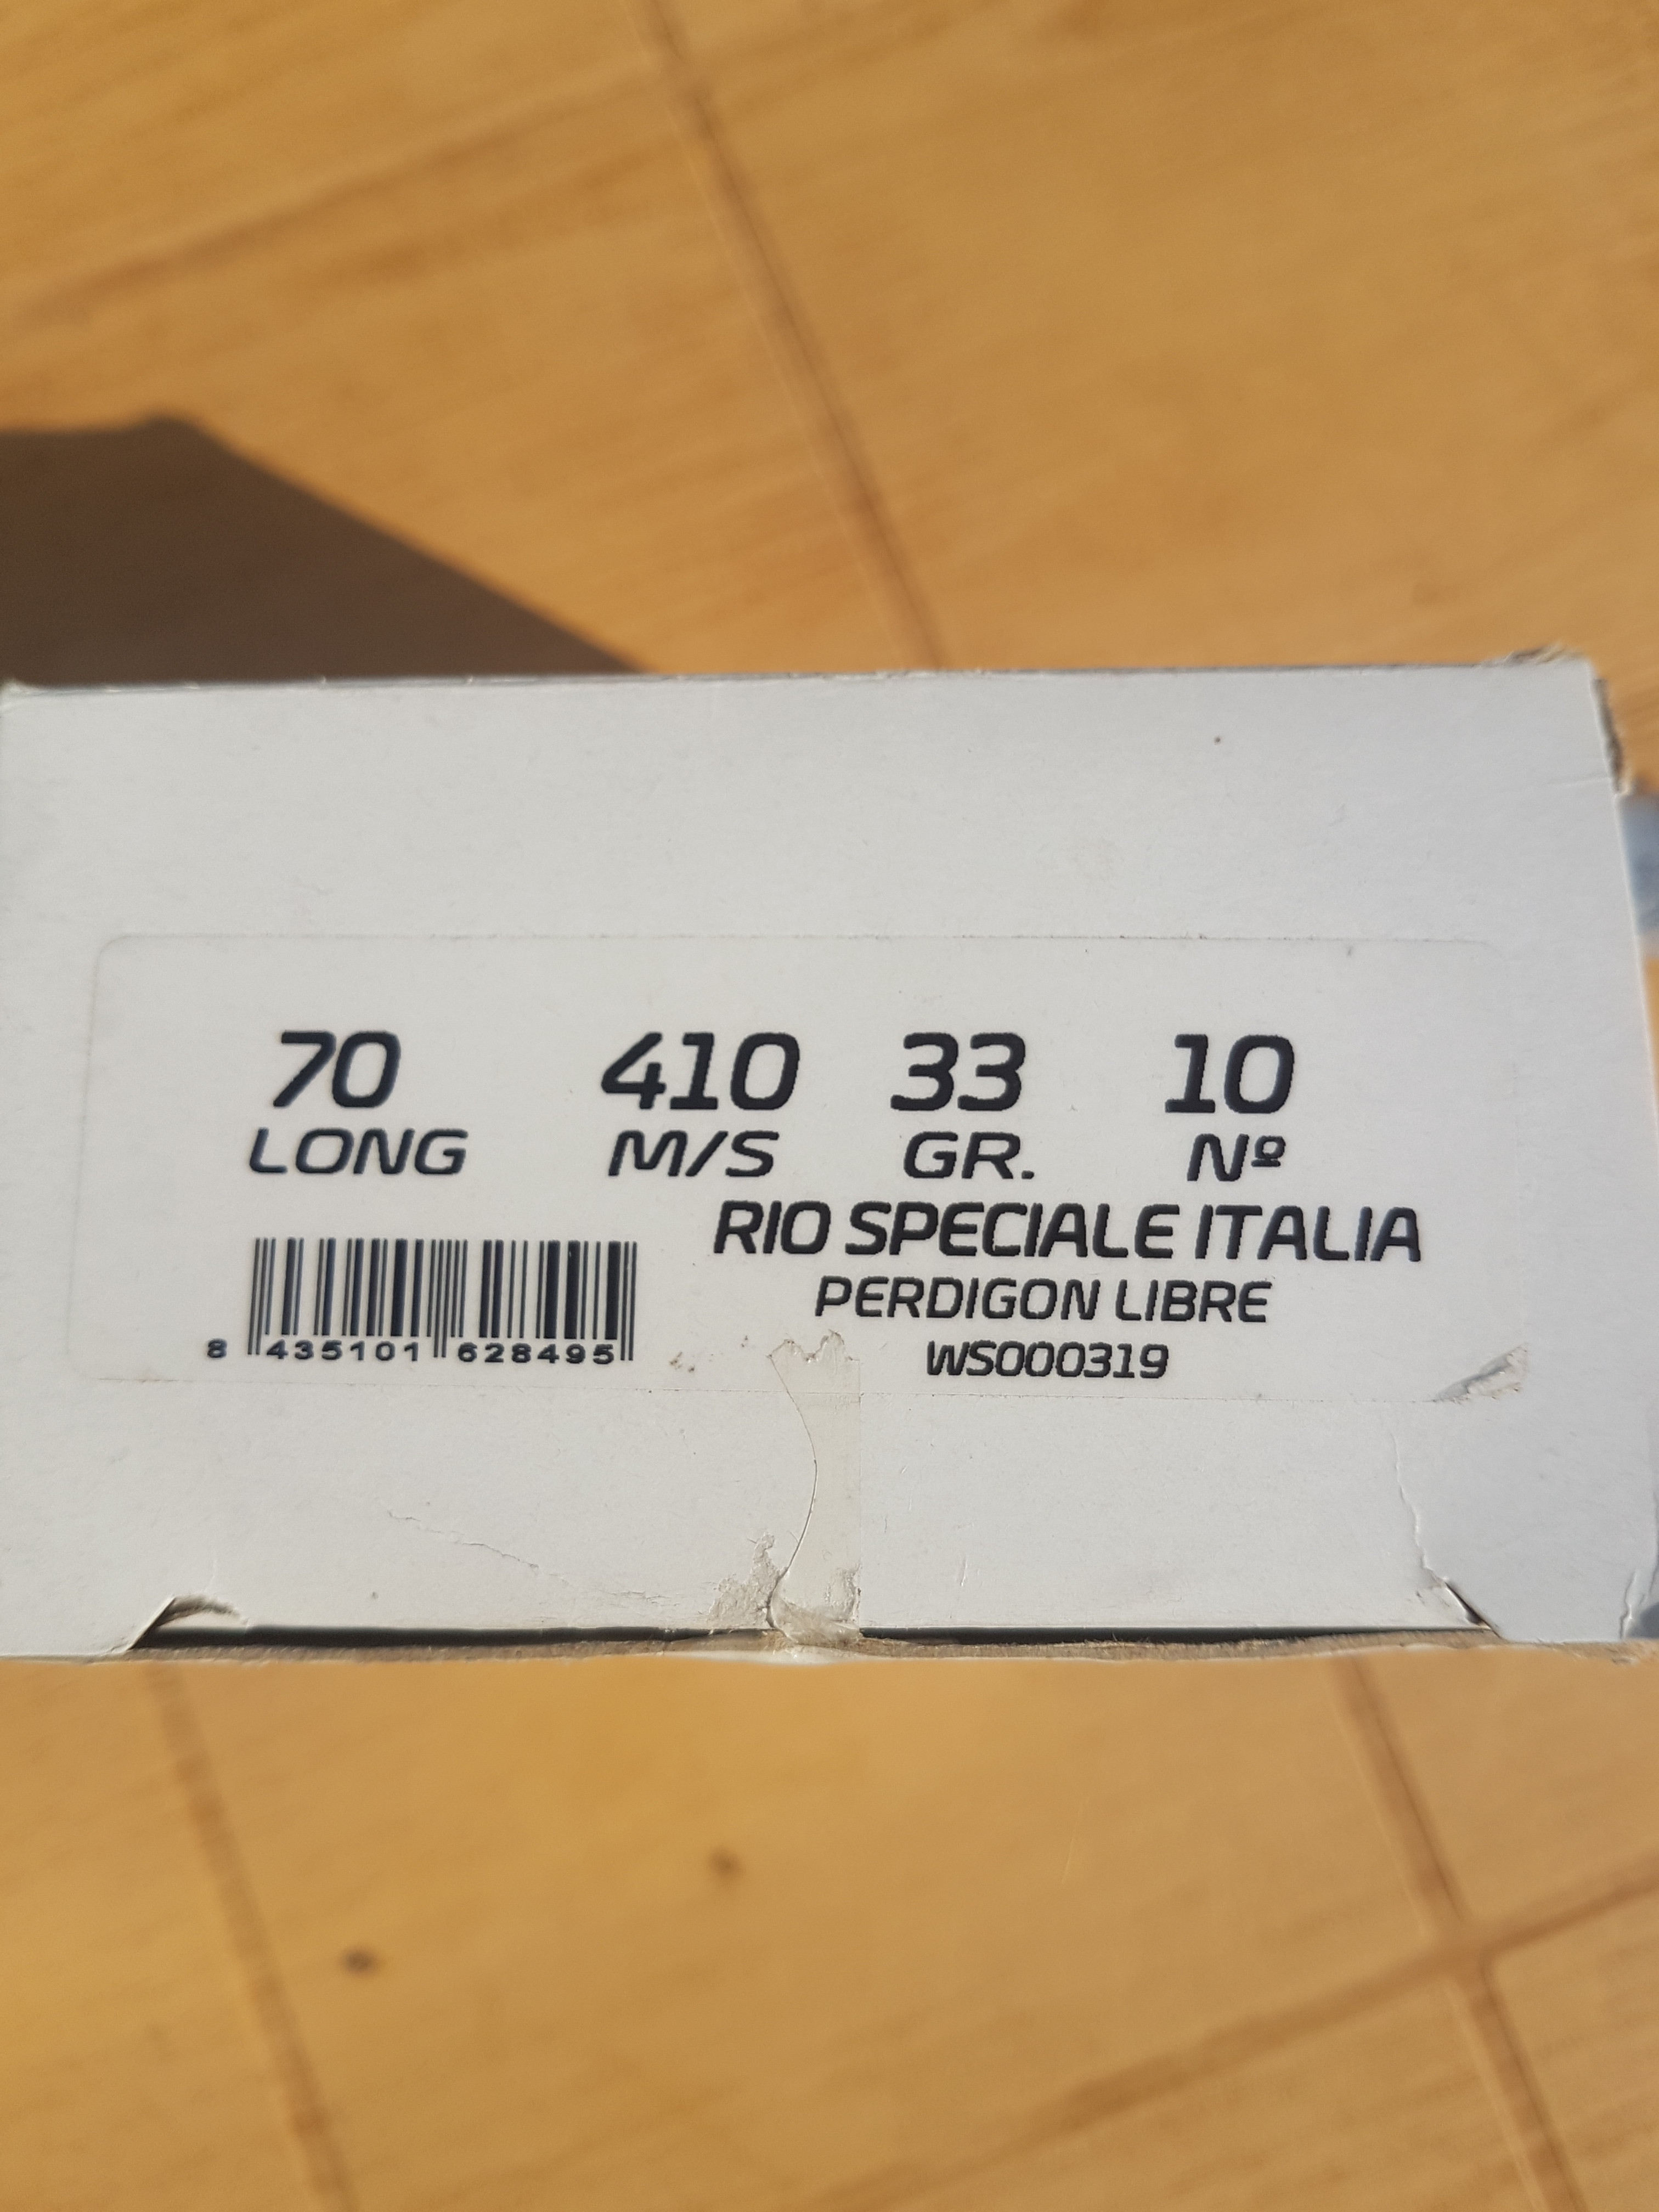 70 410 33 10
LONG M/S GR. Nº
RIO SPECIALE ITALIA
PERDIGON LIBRE
WS000319
8 435101 628495